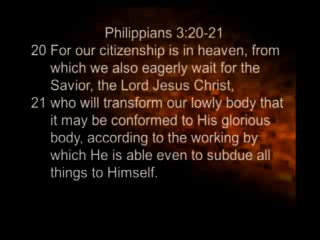 Philippians 3:20-21
20 For our citizenship is in heaven, from
which we also eagerly wait for the
Savior, the Lord Jesus Christ,
21 who will transform our lowly body that
it may be conformed to His glorious
body, according to the working by
which He is able even to subdue all
things to Himself.